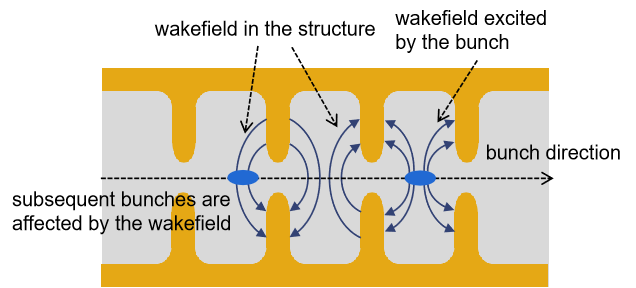 wakefield in the structure
wakefield excited
by the bunch
bunch direction
subsequent bunches are
affected by the wakefield